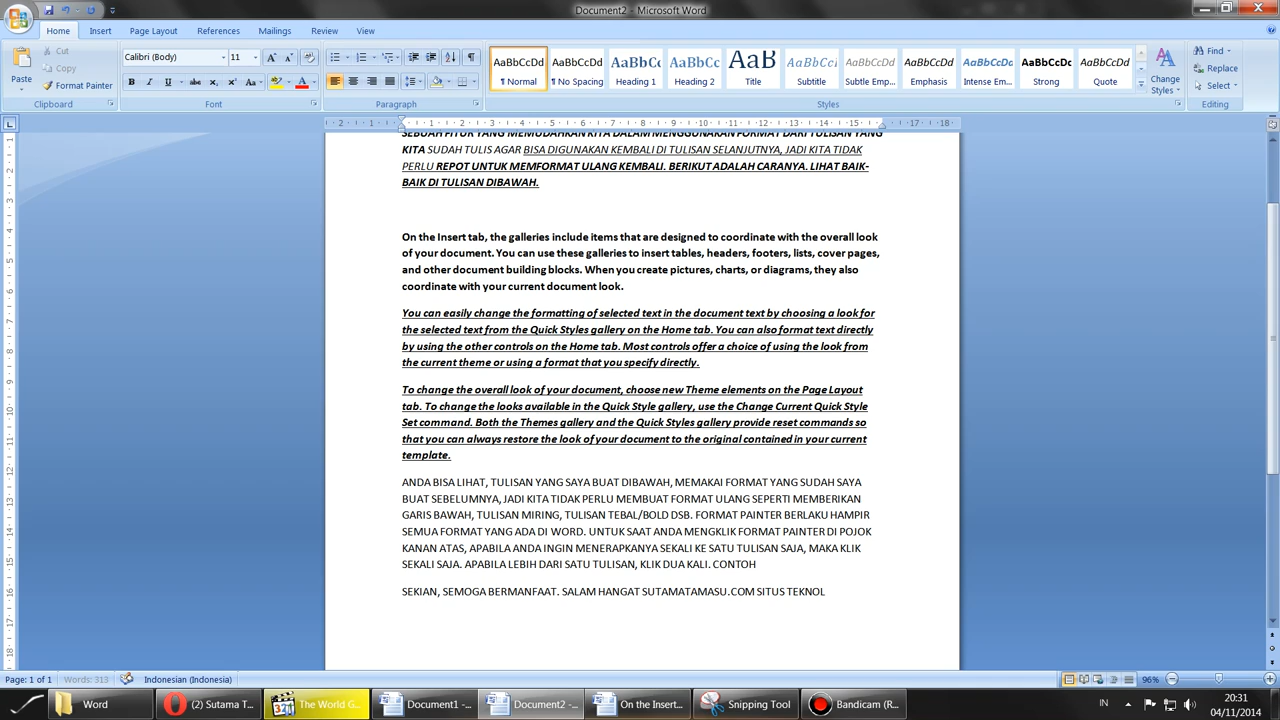 Document2 - Microsoft Word
Home Insert Page Layout References Mailings Review View
Paste
Cut
Copy
Format Painter
Clipboard
Calibri (Body) 11
Font
Paragraph
AaBbCcDd AaBbCcDd AaBbCc AaBbCc AaB AaBbCc( AaBbCcDd AaBbCcDd AaBbCcDd AaBbCcDd AaBbCcDd
¶ Normal ¶ No Spacing Heading 1 Heading 2 Title Subtitle Subtle Emp... Emphasis Intense Em... Strong Quote
Styles
Change Styles
Find
Replace
Select
Editing
SEBUAH FITUR YANG MEMUDAHKAN KITA DALAM MENGGUNAKAN FORMAT DARI TULISAN YANG
KITA SUDAH TULIS AGAR BISA DIGUNAKAN KEMBALI DI TULISAN SELANJUTNYA, JADI KITA TIDAK
PERLU REPOT UNTUK MEMFORMAT ULANG KEMBALI. BERIKUT ADALAH CARANYA. LIHAT BAIK-
BAIK DI TULISAN DIBAWAH.
On the Insert tab, the galleries include items that are designed to coordinate with the overall look
of your document. You can use these galleries to insert tables, headers, footers, lists, cover pages,
and other document building blocks. When you create pictures, charts, or diagrams, they also
coordinate with your current document look.
You can easily change the formatting of selected text in the document text by choosing a look for
the selected text from the Quick Styles gallery on the Home tab. You can also format text directly
by using the other controls on the Home tab. Most controls offer a choice of using the look from
the current theme or using a format that you specify directly.
To change the overall look of your document, choose new Theme elements on the Page Layout
tab. To change the looks available in the Quick Style gallery, use the Change Current Quick Style
Set command. Both the Themes gallery and the Quick Styles gallery provide reset commands so
that you can always restore the look of your document to the original contained in your current
template.
ANDA BISA LIHAT, TULISAN YANG SAYA BUAT DIBAWAH, MEMAKAI FORMAT YANG SUDAH SAYA
BUAT SEBELUMNYA, JADI KITA TIDAK PERLU MEMBUAT FORMAT ULANG SEPERTI MEMBERIKAN
GARIS BAWAH, TULISAN MIRING, TULISAN TEBAL/BOLD DSB. FORMAT PAINTER BERLAKU HAMPIR
SEMUA FORMAT YANG ADA DI WORD. UNTUK SAAT ANDA MENGKLIK FORMAT PAINTER DI POJOK
KANAN ATAS, APABILA ANDA INGIN MENERAPKANYA SEKALI KE SATU TULISAN SAJA, MAKA KLIK
SEKALI SAJA. APABILA LEBIH DARI SATU TULISAN, KLIK DUA KALI. CONTOH
SEKIAN, SEMOGA BERMANFAAT. SALAM HANGAT SUTAMATAMASU.COM SITUS TEKNOL
Page: 1 of 1 Words: 313 Indonesian (Indonesia) 96%
Word (2) Sutama T... The World G... Document1 -... Document2 -... On the Insert... Snipping Tool Bandicam (R... IN 20:31
04/11/2014